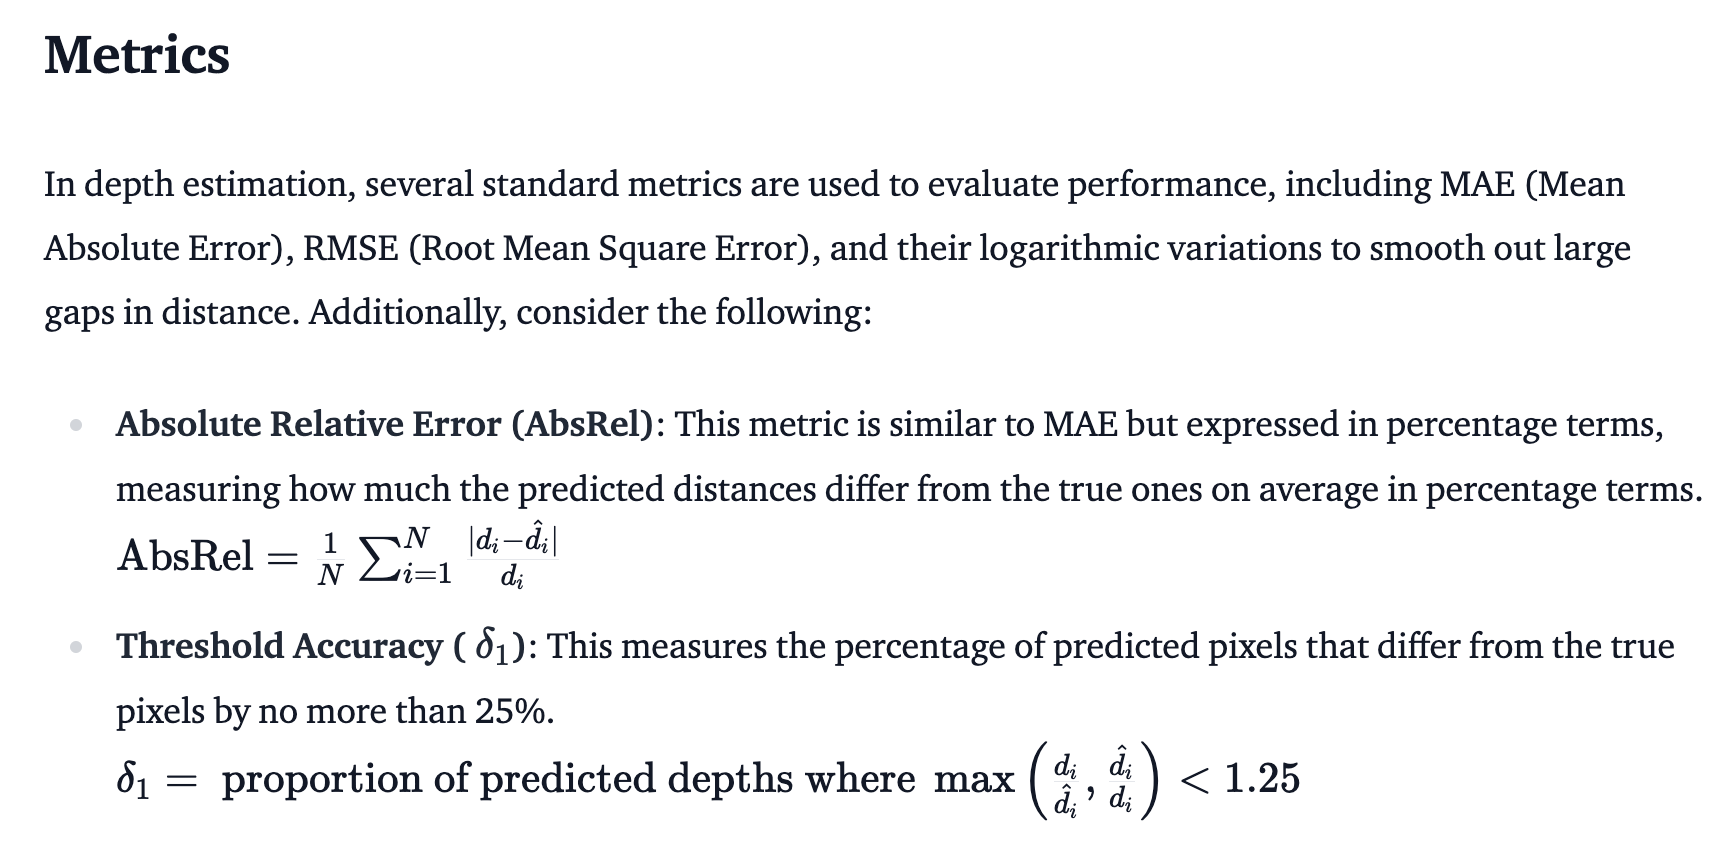 Metrics
In depth estimation, several standard metrics are used to evaluate performance, including MAE (Mean
Absolute Error), RMSE (Root Mean Square Error), and their logarithmic variations to smooth out large
gaps in distance. Additionally, consider the following:
• Absolute Relative Error (AbsRel): This metric is similar to MAE but expressed in percentage terms,
measuring how much the predicted distances differ from the true ones on average in percentage terms.
AbsRel = \frac{1}{N} \sum_{i=1}^{N} \frac{|d_i - \hat{d}_i|}{d_i}
• Threshold Accuracy ( δ₁): This measures the percentage of predicted pixels that differ from the true
pixels by no more than 25%.
δ₁ = proportion of predicted depths where max \left( \frac{d_i}{\hat{d}_i}, \frac{\hat{d}_i}{d_i} \right) < 1.25